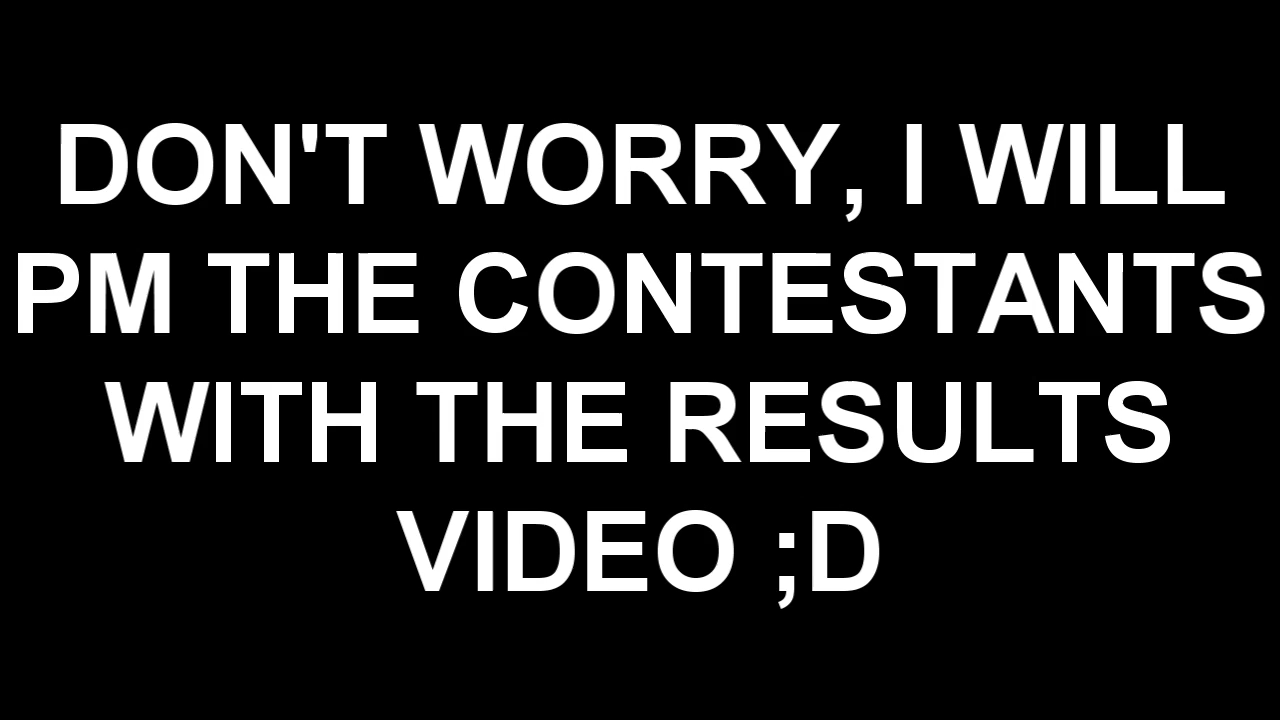 DON'T WORRY, I WILL
PM THE CONTESTANTS
WITH THE RESULTS
VIDEO ;D